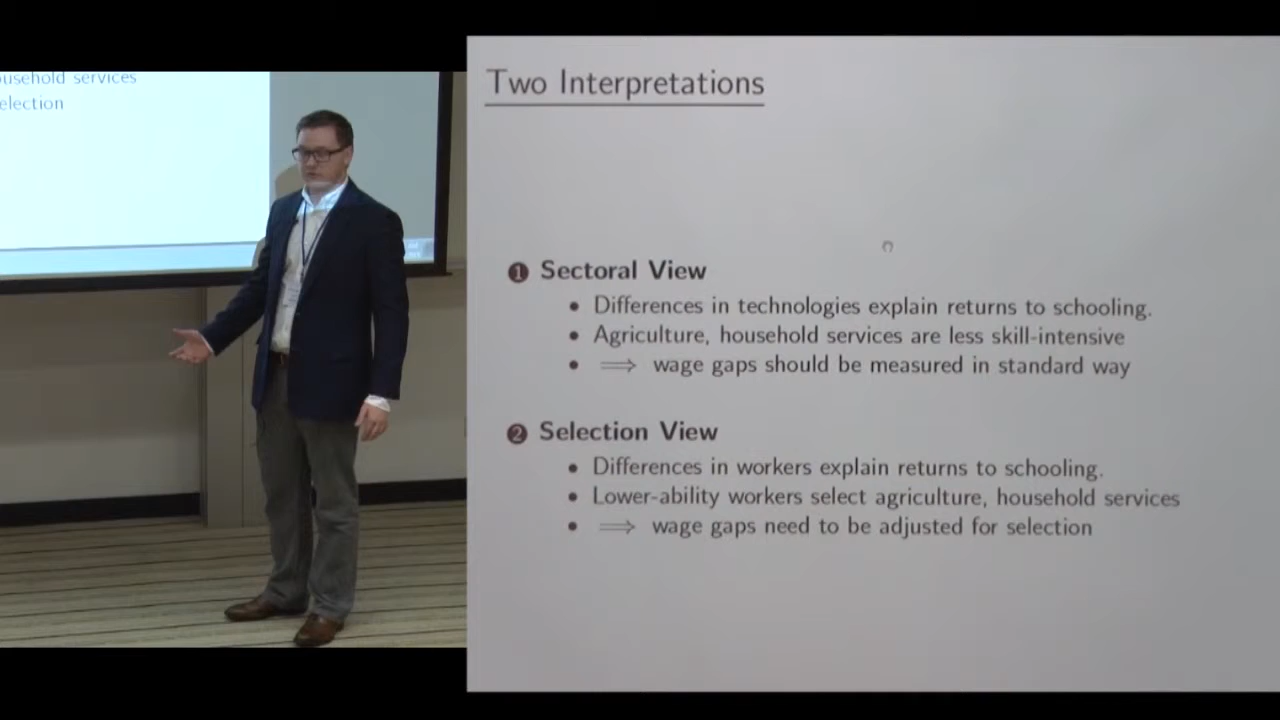 household services
selection
Two Interpretations
1 Sectoral View
• Differences in technologies explain returns to schooling.
• Agriculture, household services are less skill-intensive
• ⟹ wage gaps should be measured in standard way
2 Selection View
• Differences in workers explain returns to schooling.
• Lower-ability workers select agriculture, household services
• ⟹ wage gaps need to be adjusted for selection